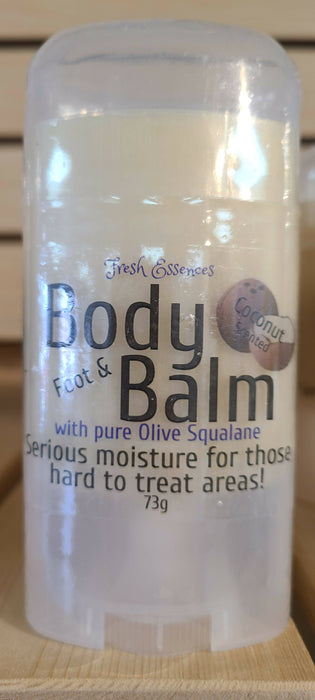 Fresh Essences
Body
Coconut
Scented
Foot &
Balm
with pure Olive Squalane
Serious moisture for those
hard to treat areas!
73g